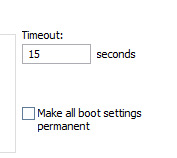 Timeout:
15 seconds
Make all boot settings
permanent